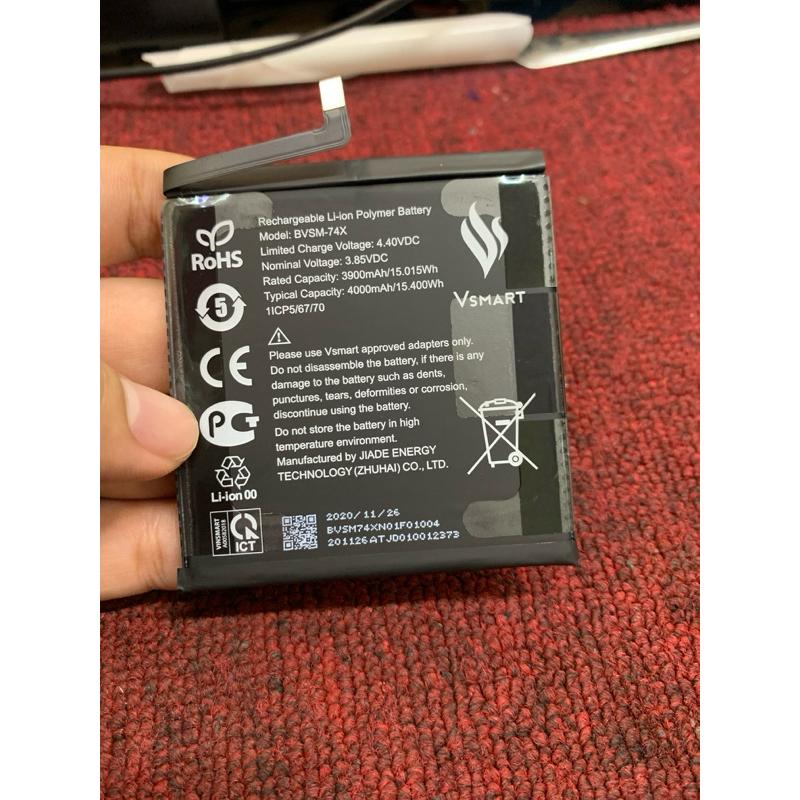 Rechargeable Li-ion Polymer Battery
Model: BVSM-74X
Limited Charge Voltage: 4.40VDC
Nominal Voltage: 3.85VDC
Rated Capacity: 3900mAh/15.015Wh
Typical Capacity: 4000mAh/15.400Wh
1ICP5/67/70
RoHS
5
CE
VSMART
Please use Vsmart approved adapters only.
Do not disassemble the battery, if there is any
damage to the battery such as dents,
punctures, tears, deformities or corrosion,
discontinue using the battery.
Do not store the battery in high
temperature environment.
Manufactured by JIADE ENERGY
TECHNOLOGY (ZHUHAI) CO., LTD.
Li-ion 00
VINSMART
A00582018
ICT
2020/11/26
BVSM74XN01F01004
201126ATJD010012373